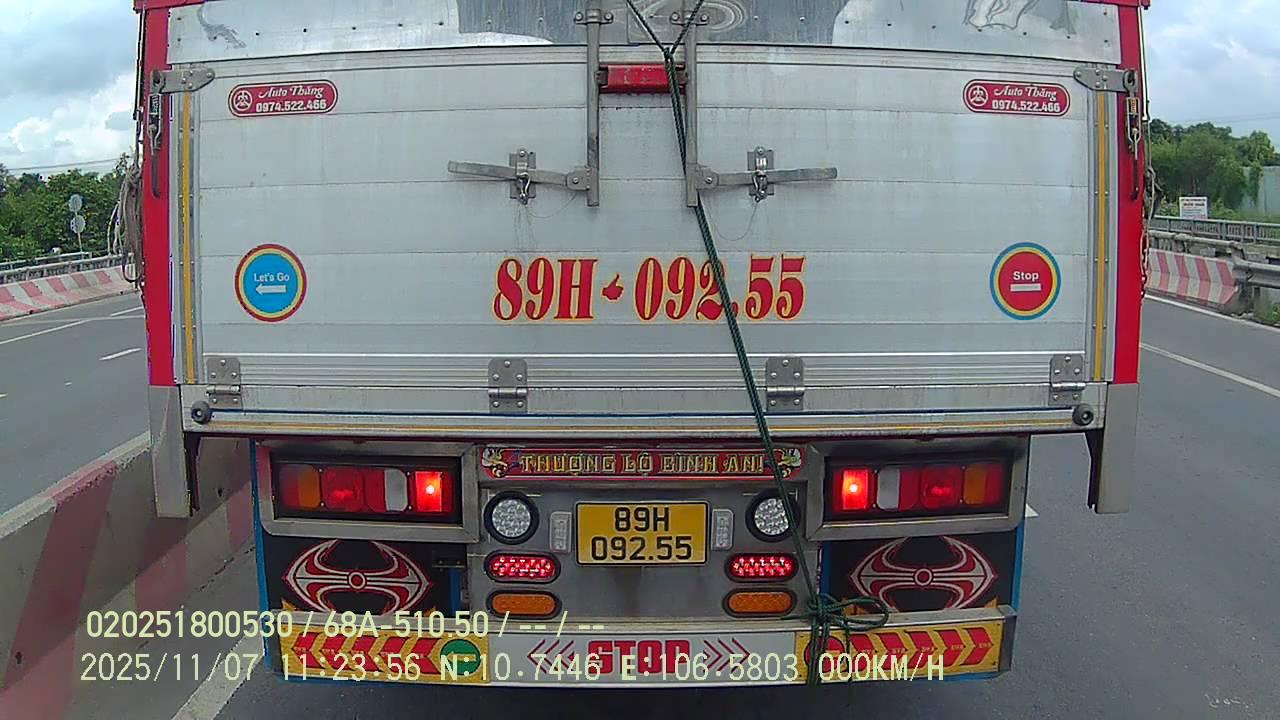 Auto Thắng
0974.522.466
Auto Thắng
0974.522.466
Let's Go
Stop
89H - 092.55
THƯỢNG LỘ BÌNH AN
89H
092.55
STOP
020251800530 / 68A-510.50 / -- / --
2025/11/07 11:23:56 N:10.7446 E:106.5803 000KM/H